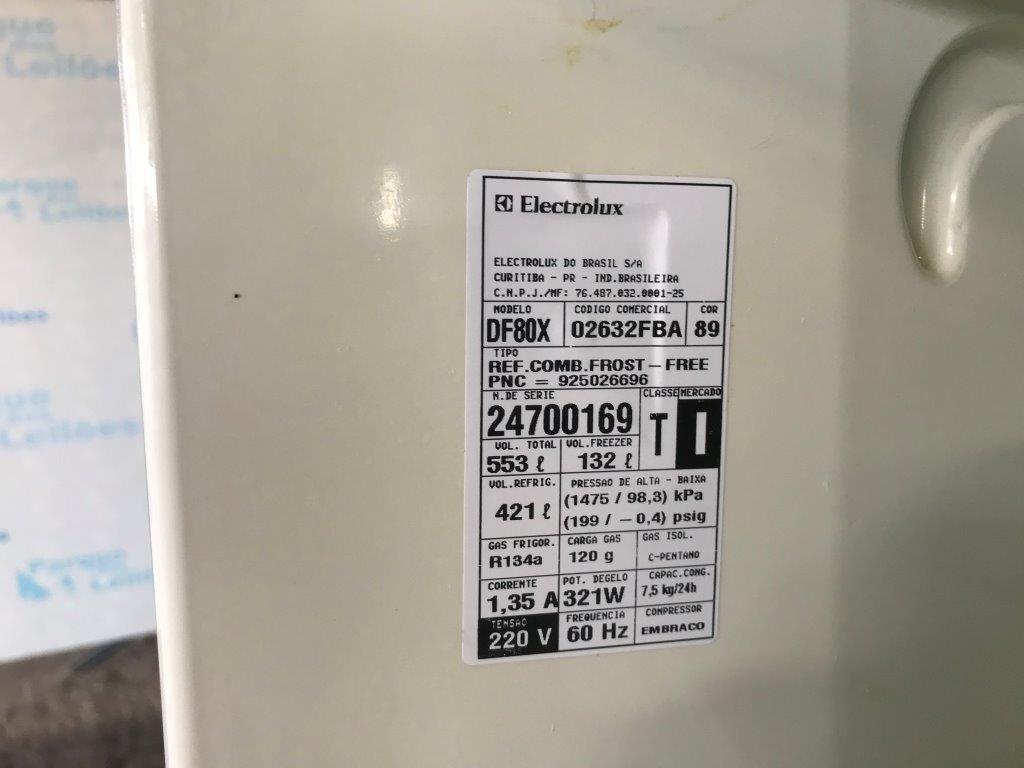 Electrolux
ELECTROLUX DO BRASIL S/A
CURITIBA - PR - IND.BRASILEIRA
C.N.P.J./MF: 76.487.032.0001-25
MODELO CODIGO COMERCIAL COR
DF80X 02632FBA 89
TIPO
REF.COMB.FROST-FREE
PNC = 925026696
N.DE SERIE CLASSE MERCADO
24700169 T I
VOL. TOTAL VOL.FREEZER
553 ℓ 132 ℓ
VOL.REFRIG. PRESSAO DE ALTA - BAIXA
421 ℓ (1475 / 98,3) kPa
(199 / -0,4) psig
GAS FRIGOR. CARGA GAS GAS ISOL.
R134a 120 g C-PENTANO
CORRENTE POT. DEGELO CAPAC.CONG.
1,35 A 321W 7,5 kg/24h
TENSAO FREQUENCIA COMPRESSOR
220 V 60 Hz EMBRACO
Leilões
Leilões